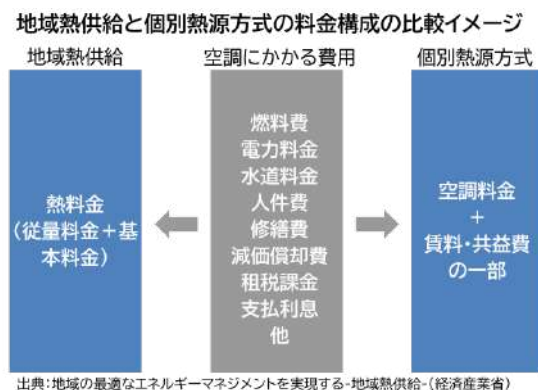 地域熱供給と個別熱源方式の料金構成の比較イメージ
地域熱供給
空調にかかる費用
個別熱源方式
熱料金
(従量料金+基
本料金)
燃料費
電力料金
水道料金
人件費
修繕費
減価償却費
租税課金
支払利息
他
空調料金
+
賃料・共益費
の一部
出典:地域の最適なエネルギーマネジメントを実現する-地域熱供給-(経済産業省)